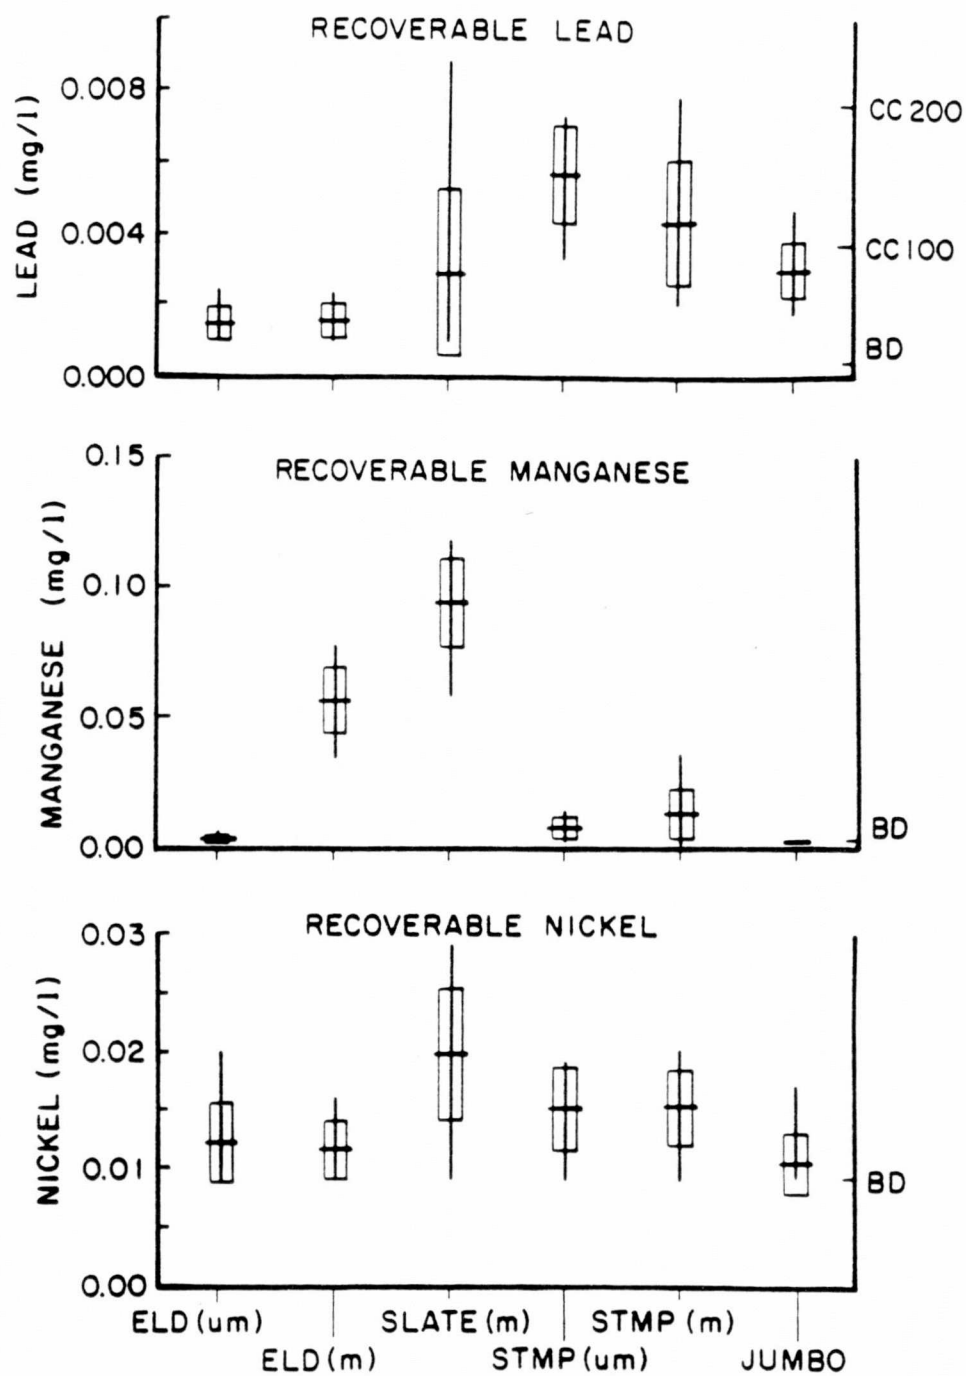 RECOVERABLE LEAD
LEAD (mg/l)
0.008
0.004
0.000
CC 200
CC 100
BD
RECOVERABLE MANGANESE
MANGANESE (mg/l)
0.15
0.10
0.05
0.00
BD
RECOVERABLE NICKEL
NICKEL (mg/l)
0.03
0.02
0.01
0.00
BD
ELD (um)
SLATE (m)
STMP (m)
ELD (m)
STMP (um)
JUMBO